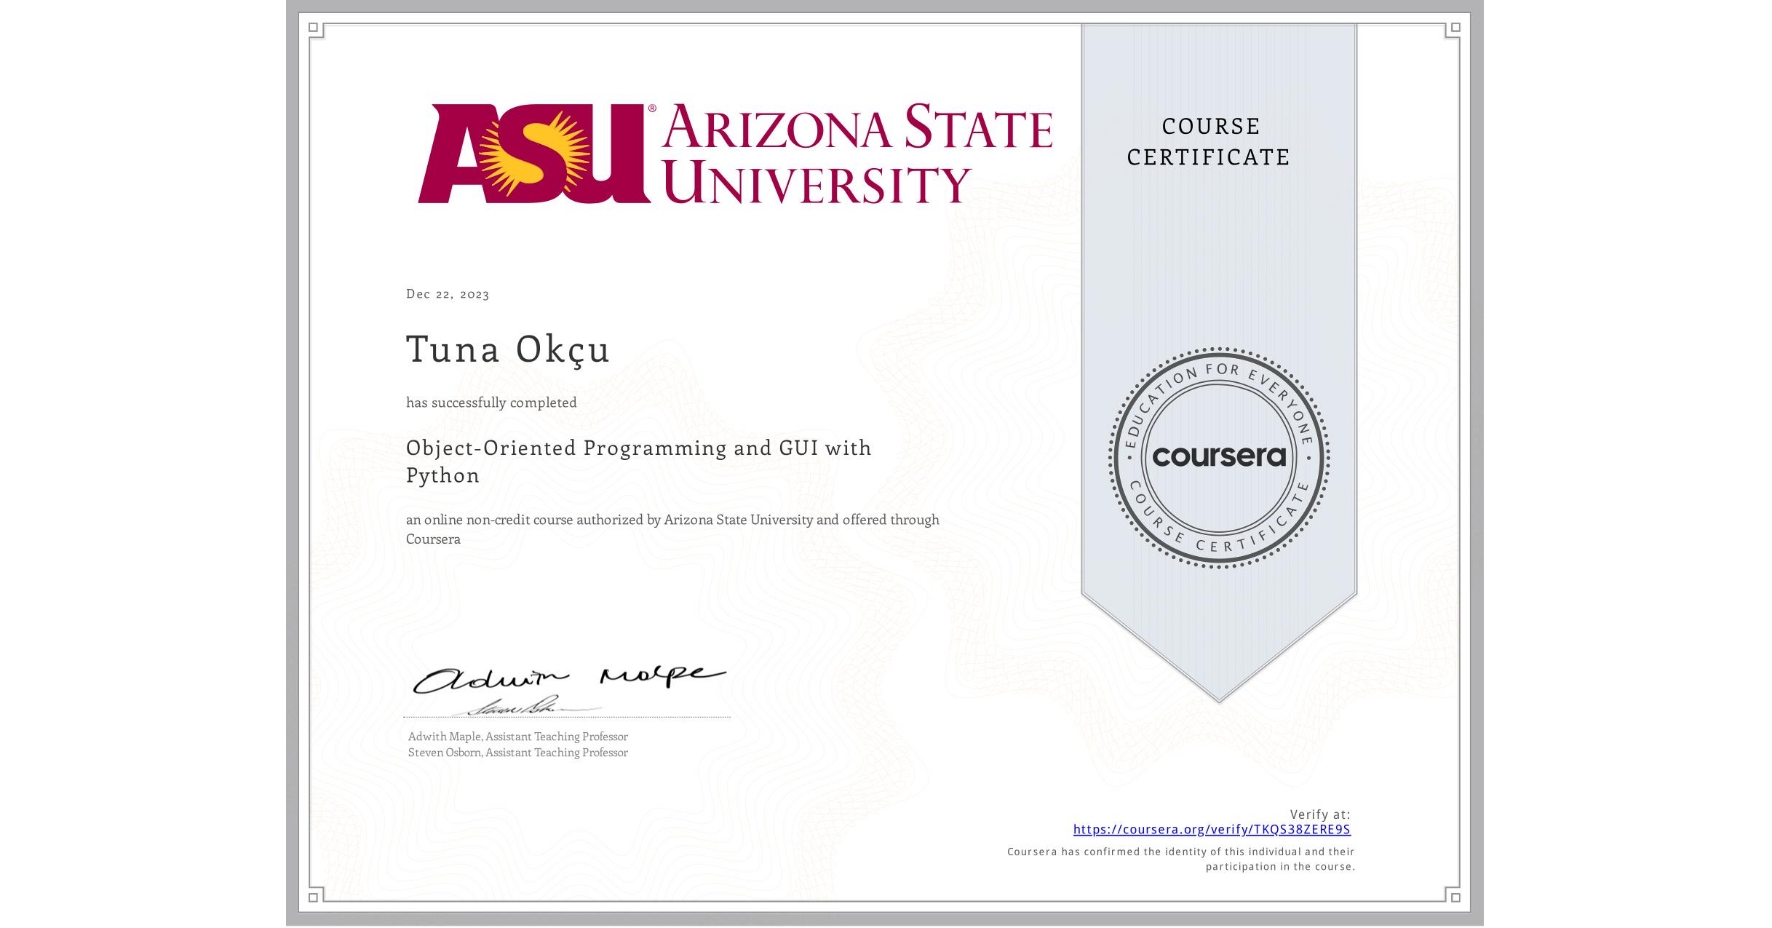 ASU® ARIZONA STATE
UNIVERSITY
COURSE
CERTIFICATE
Dec 22, 2023
Tuna Okçu
has successfully completed
Object-Oriented Programming and GUI with
Python
an online non-credit course authorized by Arizona State University and offered through
Coursera
EDUCATION FOR EVERYONE
coursera
COURSE CERTIFICATE
Adwith Malpe
Adwith Maple, Assistant Teaching Professor
Steven Osborn, Assistant Teaching Professor
Verify at:
https://coursera.org/verify/TKQS38ZERE9S
Coursera has confirmed the identity of this individual and their
participation in the course.